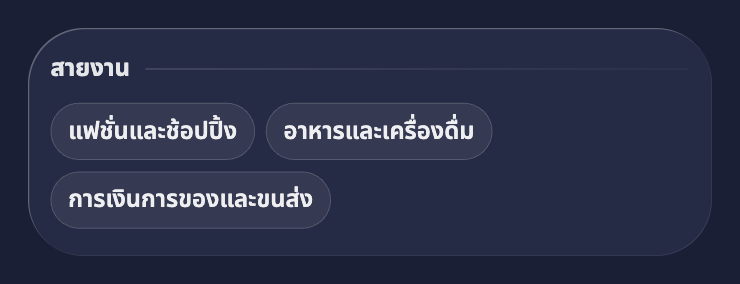 สายงาน
แฟชั่นและช้อปปิ้ง อาหารและเครื่องดื่ม
การเงินการของและขนส่ง